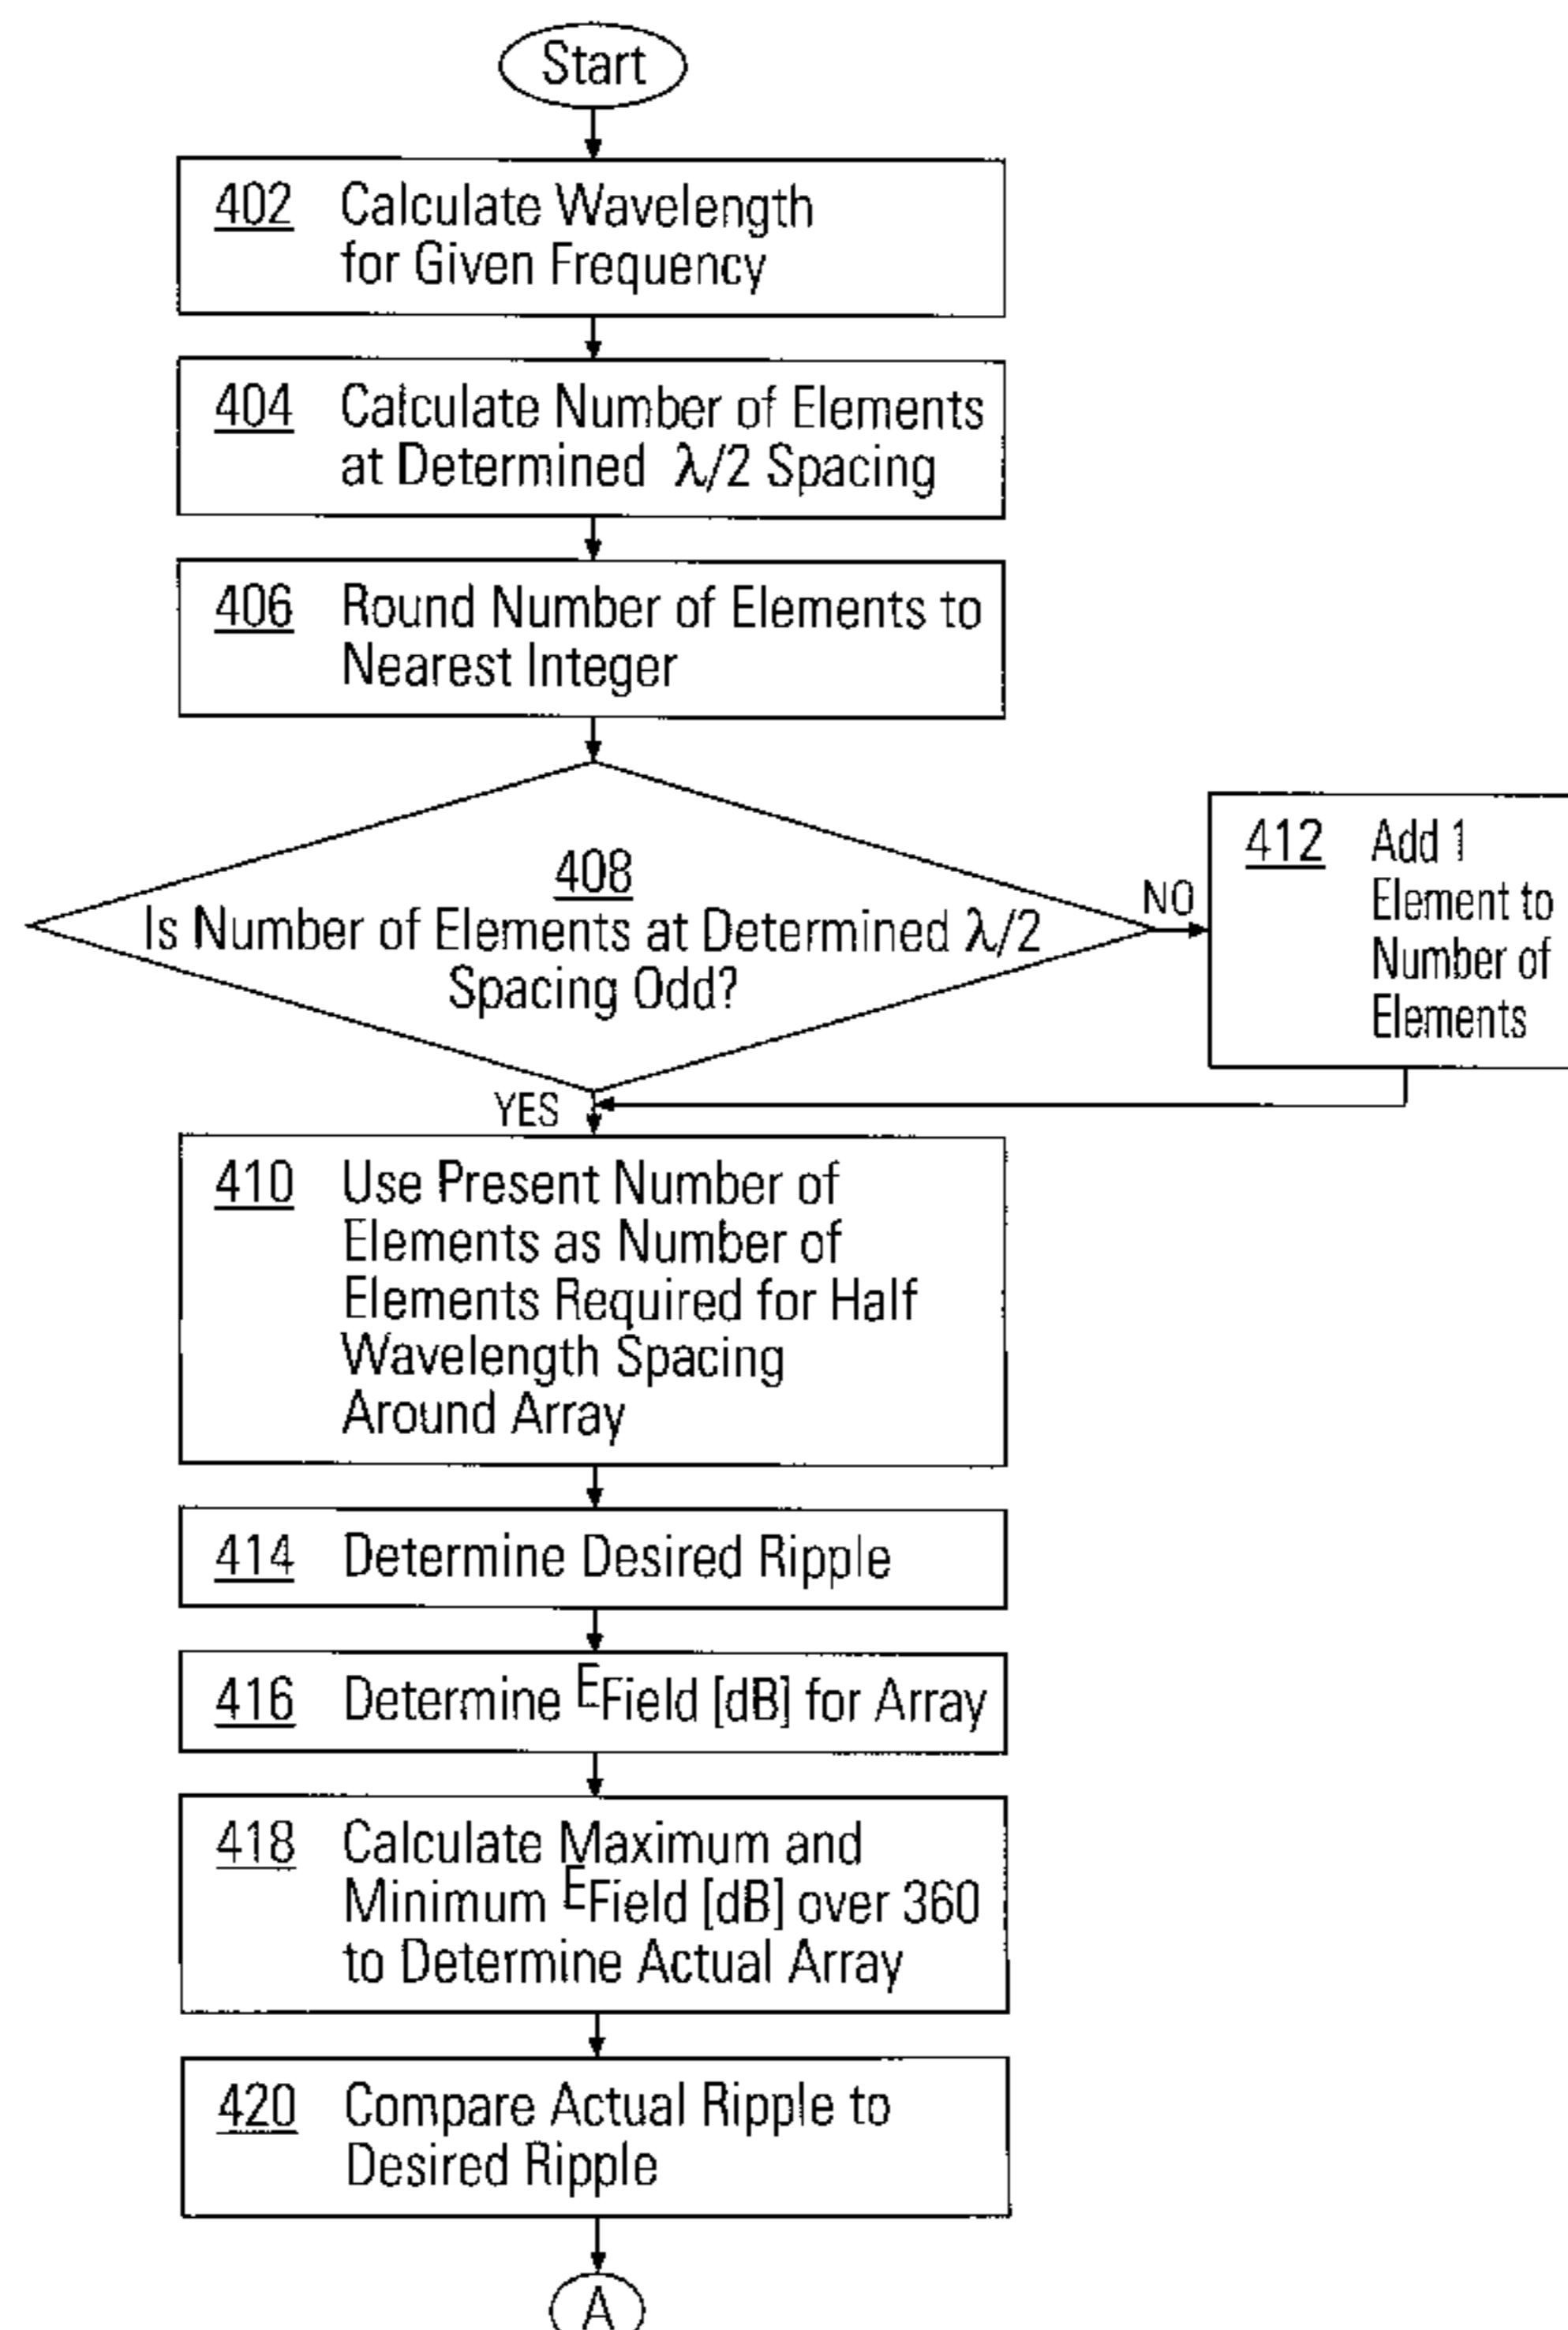 Start
402 Calculate Wavelength
for Given Frequency
404 Calculate Number of Elements
at Determined λ/2 Spacing
406 Round Number of Elements to
Nearest Integer
408
Is Number of Elements at Determined λ/2
Spacing Odd?
NO
412 Add 1
Element to
Number of
Elements
YES
410 Use Present Number of
Elements as Number of
Elements Required for Half
Wavelength Spacing
Around Array
414 Determine Desired Ripple
416 Determine EField [dB] for Array
418 Calculate Maximum and
Minimum EField [dB] over 360
to Determine Actual Array
420 Compare Actual Ripple to
Desired Ripple
A